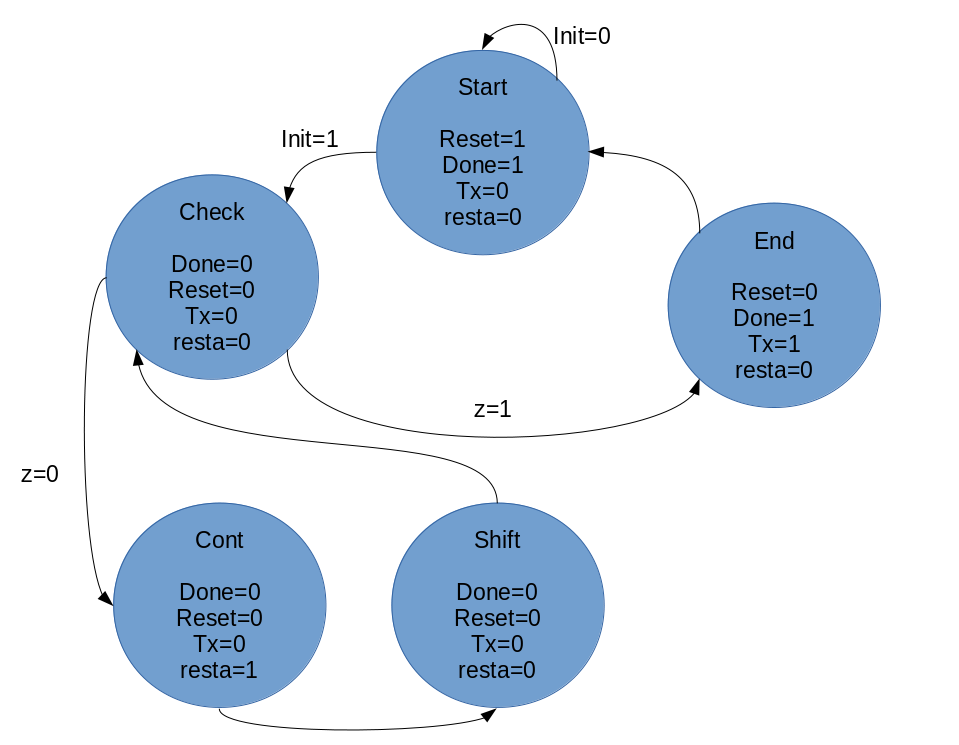 Init=0
Start
Reset=1
Done=1
Tx=0
resta=0
Init=1
Check
Done=0
Reset=0
Tx=0
resta=0
End
Reset=0
Done=1
Tx=1
resta=0
z=1
z=0
Cont
Done=0
Reset=0
Tx=0
resta=1
Shift
Done=0
Reset=0
Tx=0
resta=0